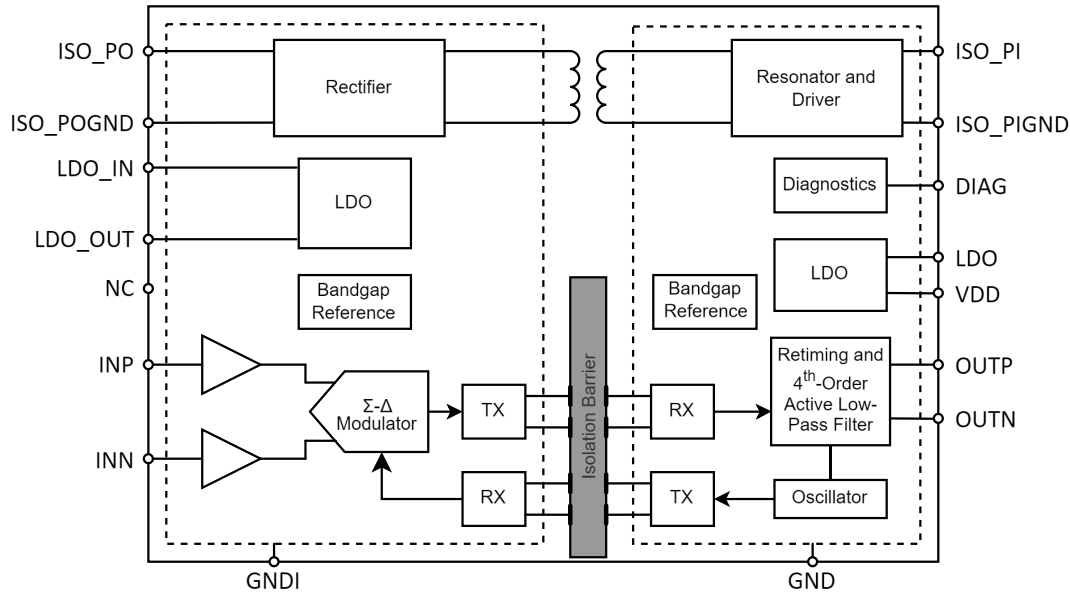 ISO_PO
ISO_POGND
LDO_IN
LDO_OUT
NC
INP
INN
GNDI
Rectifier
LDO
Bandgap
Reference
Σ-Δ
Modulator
TX
RX
Isolation Barrier
Resonator and
Driver
Diagnostics
LDO
Bandgap
Reference
RX
TX
Retiming and
4th-Order
Active Low-
Pass Filter
Oscillator
ISO_PI
ISO_PIGND
DIAG
LDO
VDD
OUTP
OUTN
GND